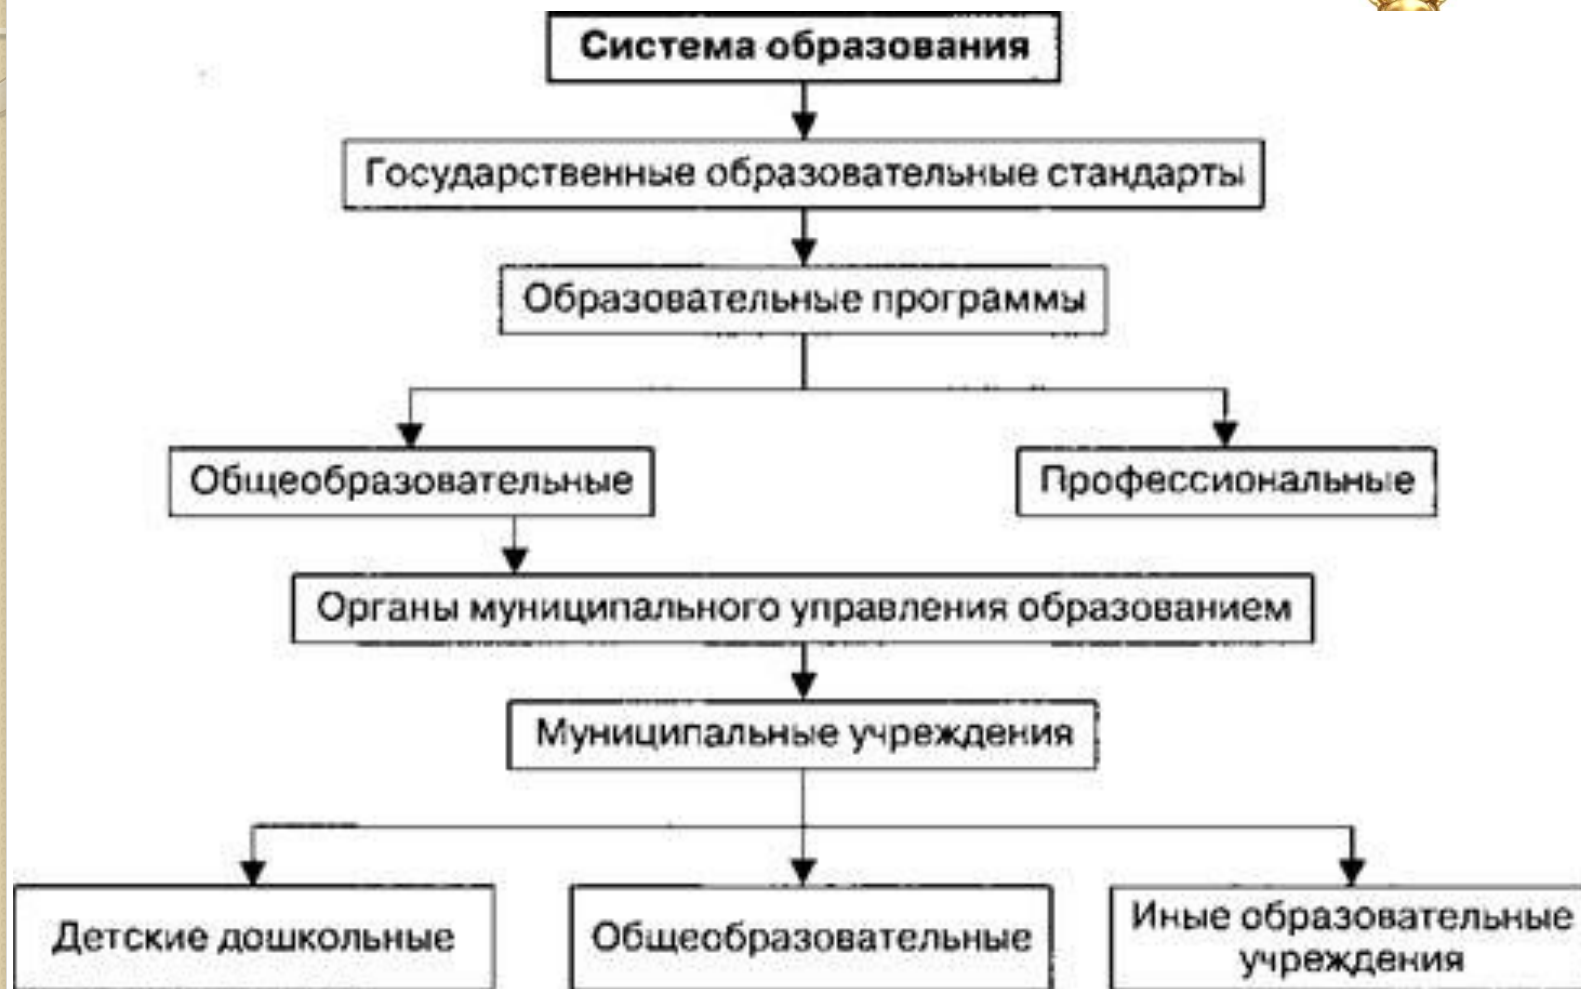 Система образования
Государственные образовательные стандарты
Образовательные программы
Общеобразовательные
Профессиональные
Органы муниципального управления образованием
Муниципальные учреждения
Детские дошкольные
Общеобразовательные
Иные образовательные
учреждения